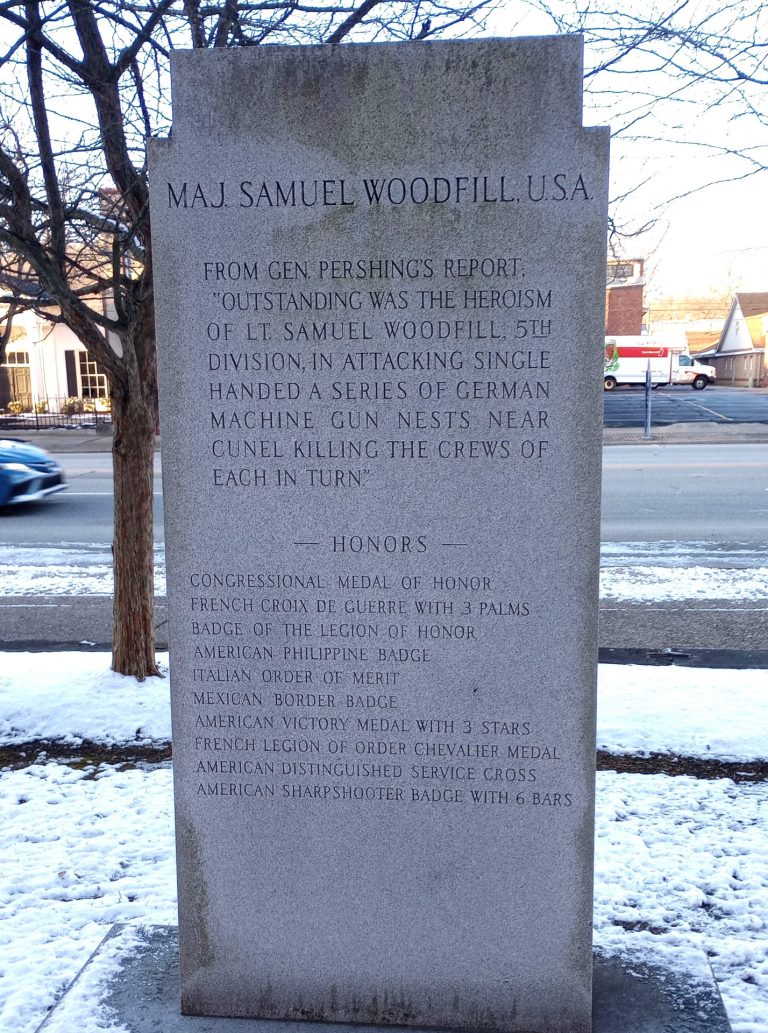 MAJ. SAMUEL WOODFILL, U.S.A.
FROM GEN. PERSHING'S REPORT;
"OUTSTANDING WAS THE HEROISM
OF LT. SAMUEL WOODFILL, 5TH
DIVISION, IN ATTACKING SINGLE
HANDED A SERIES OF GERMAN
MACHINE GUN NESTS NEAR
CUNEL KILLING THE CREWS OF
EACH IN TURN"
— HONORS —
CONGRESSIONAL MEDAL OF HONOR
FRENCH CROIX DE GUERRE WITH 3 PALMS
BADGE OF THE LEGION OF HONOR
AMERICAN PHILIPPINE BADGE
ITALIAN ORDER OF MERIT
MEXICAN BORDER BADGE
AMERICAN VICTORY MEDAL WITH 3 STARS
FRENCH LEGION OF ORDER CHEVALIER MEDAL
AMERICAN DISTINGUISHED SERVICE CROSS
AMERICAN SHARPSHOOTER BADGE WITH 6 BARS